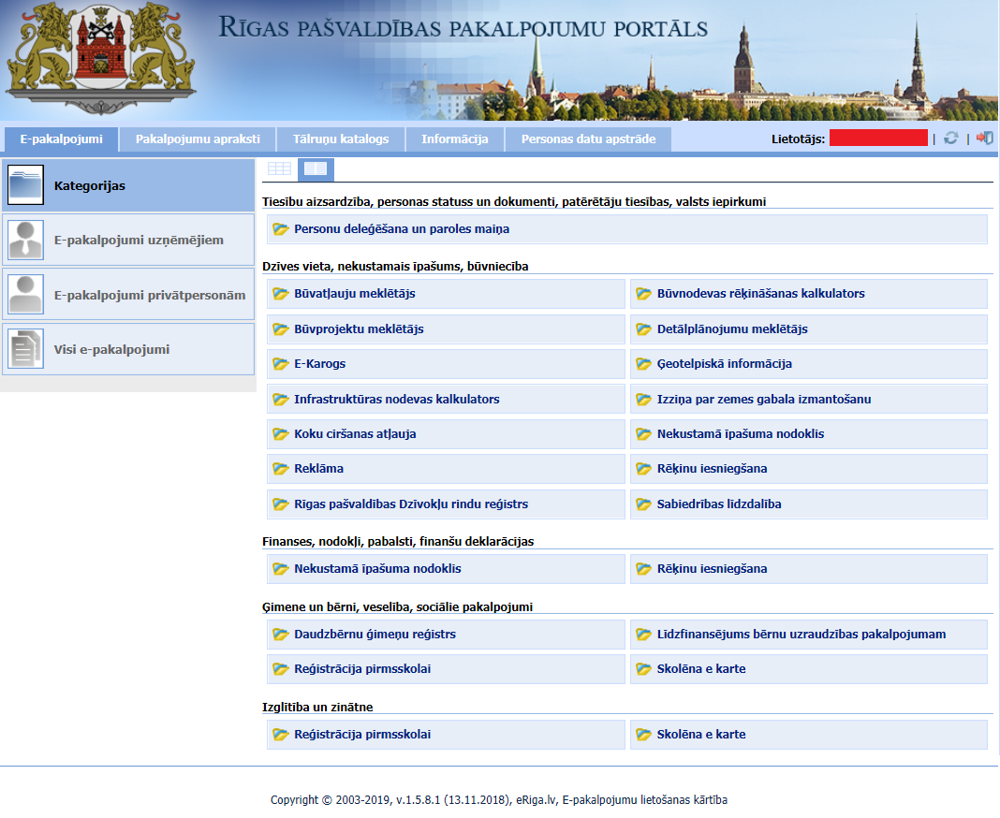 RĪGAS PAŠVALDĪBAS PAKALPOJUMU PORTĀLS
E-pakalpojumi Pakalpojumu apraksti Tālruņu katalogs Informācija Personas datu apstrāde Lietotājs: | |
Kategorijas
E-pakalpojumi uzņēmējiem
E-pakalpojumi privātpersonām
Visi e-pakalpojumi
Tiesību aizsardzība, personas statuss un dokumenti, patērētāju tiesības, valsts iepirkumi
Personu deleģēšana un paroles maiņa
Dzīves vieta, nekustamais īpašums, būvniecība
Būvatļauju meklētājs Būvnodevas rēķināšanas kalkulators
Būvprojektu meklētājs Detālplānojumu meklētājs
E-Karogs Ģeotelpiskā informācija
Infrastruktūras nodevas kalkulators Izziņa par zemes gabala izmantošanu
Koku ciršanas atļauja Nekustamā īpašuma nodoklis
Reklāma Rēķinu iesniegšana
Rīgas pašvaldības Dzīvokļu rindu reģistrs Sabiedrības līdzdalība
Finanses, nodokļi, pabalsti, finanšu deklarācijas
Nekustamā īpašuma nodoklis Rēķinu iesniegšana
Ģimene un bērni, veselība, sociālie pakalpojumi
Daudzbērnu ģimeņu reģistrs Līdzfinansējums bērnu uzraudzības pakalpojumam
Reģistrācija pirmsskolai Skolēna e karte
Izglītība un zinātne
Reģistrācija pirmsskolai Skolēna e karte
Copyright © 2003-2019, v.1.5.8.1 (13.11.2018), eRiga.lv, E-pakalpojumu lietošanas kārtība